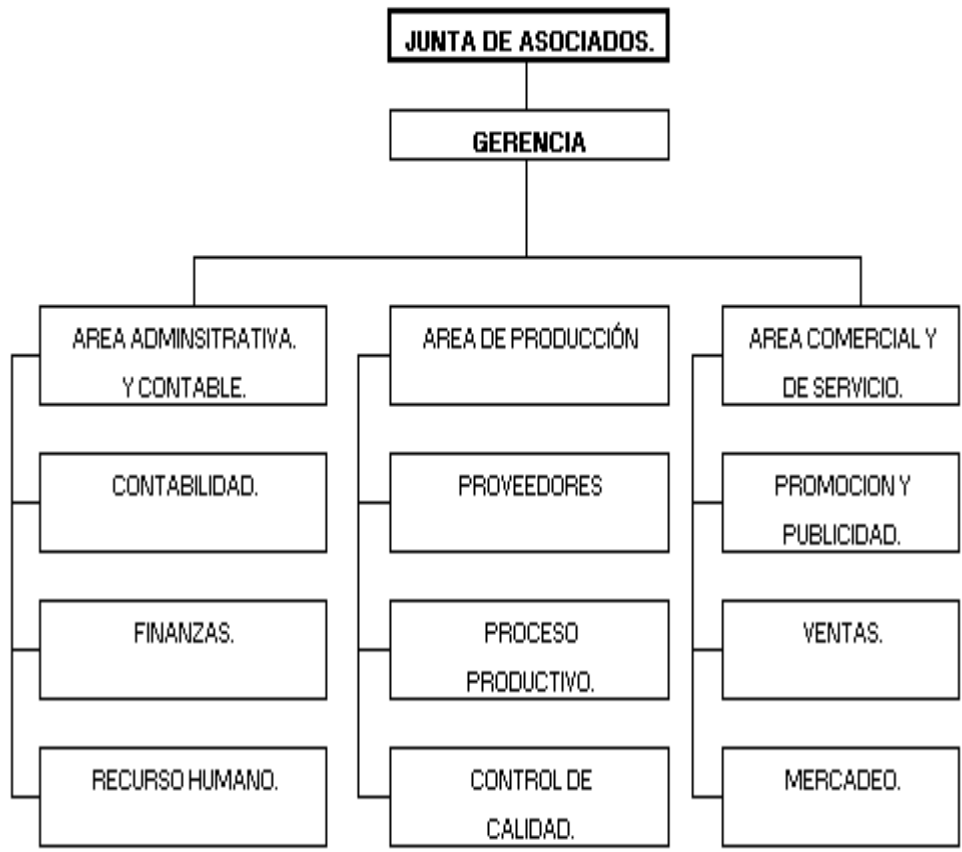 JUNTA DE ASOCIADOS.
GERENCIA
AREA ADMINSITRATIVA.
Y CONTABLE.
CONTABILIDAD.
FINANZAS.
RECURSO HUMANO.
AREA DE PRODUCCIÓN
PROVEEDORES
PROCESO
PRODUCTIVO.
CONTROL DE
CALIDAD.
AREA COMERCIAL Y
DE SERVICIO.
PROMOCION Y
PUBLICIDAD.
VENTAS.
MERCADEO.